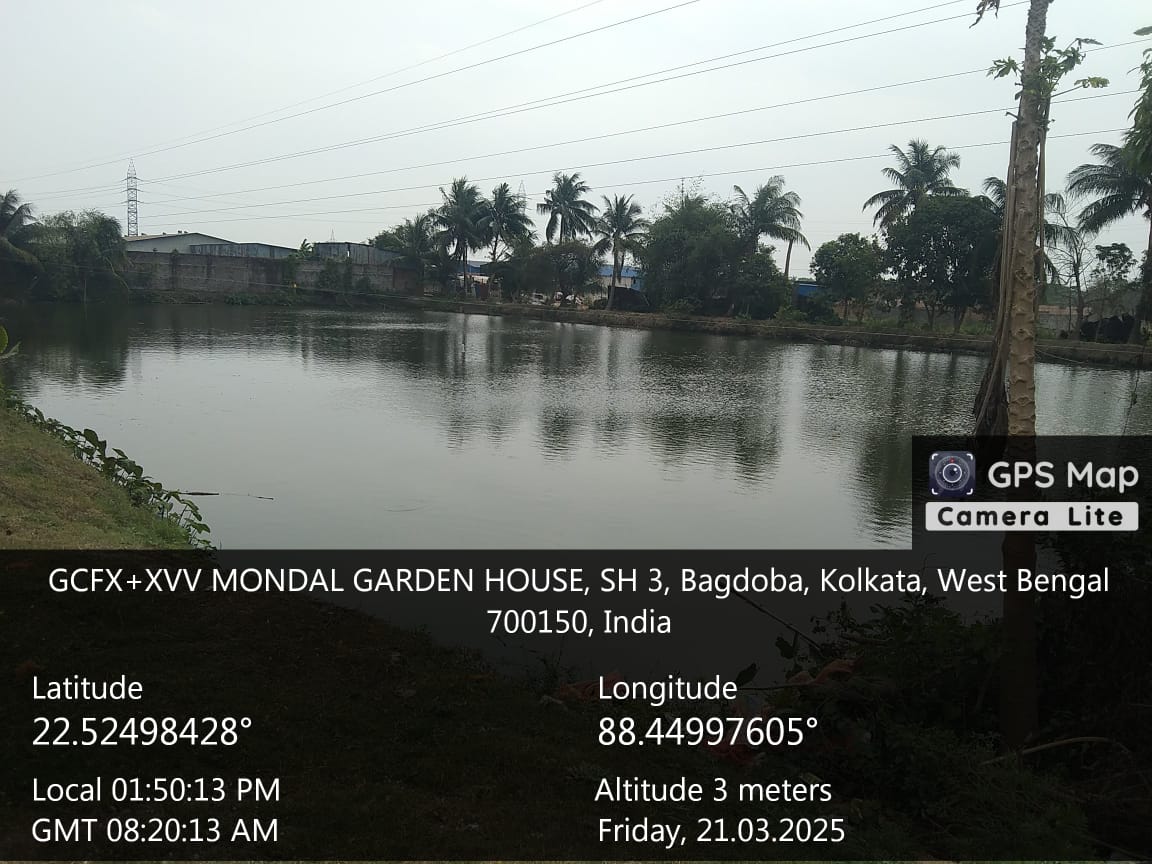 GPS Map
Camera Lite
GCFX+XVV MONDAL GARDEN HOUSE, SH 3, Bagdoba, Kolkata, West Bengal
700150, India
Latitude
22.52498428°
Longitude
88.44997605°
Local 01:50:13 PM
GMT 08:20:13 AM
Altitude 3 meters
Friday, 21.03.2025